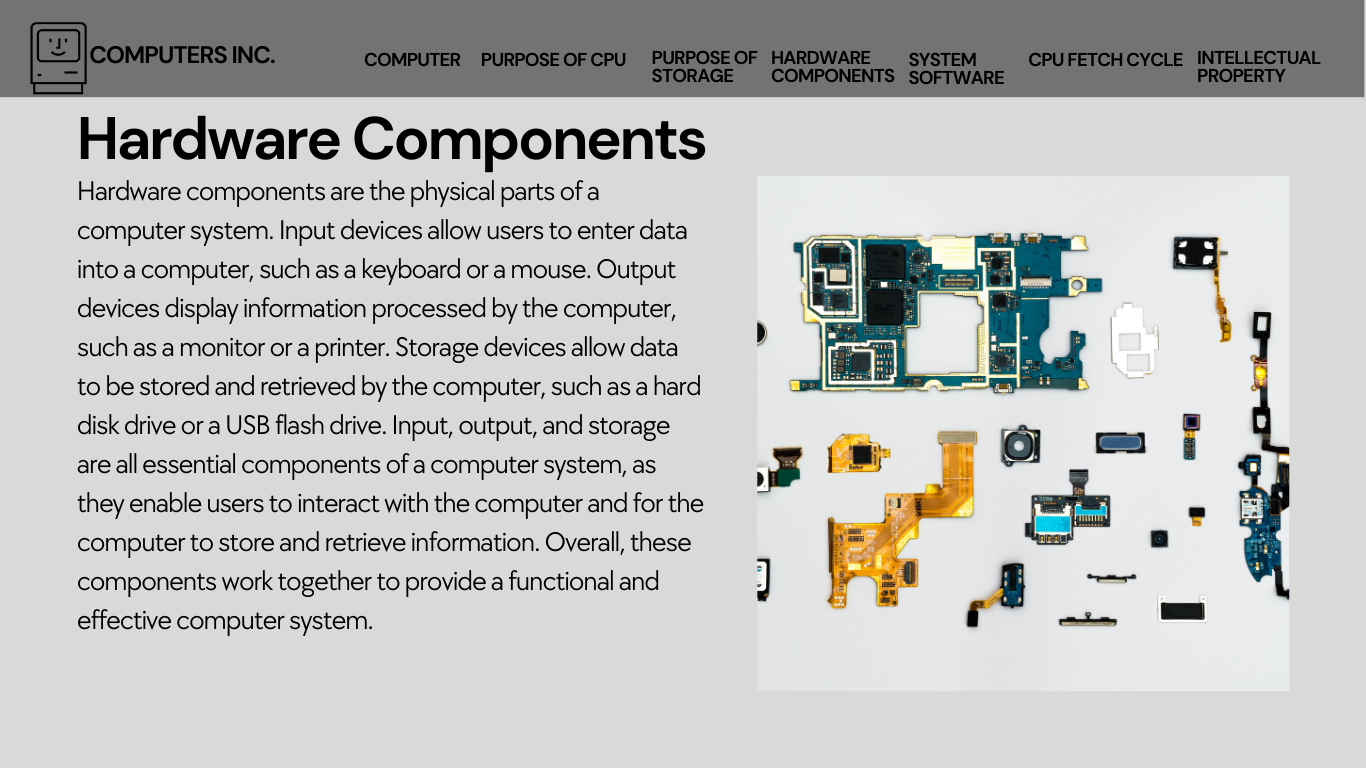 COMPUTERS INC.
COMPUTER
PURPOSE OF CPU
PURPOSE OF
STORAGE
HARDWARE
COMPONENTS
SYSTEM
SOFTWARE
CPU FETCH CYCLE
INTELLECTUAL
PROPERTY
Hardware Components
Hardware components are the physical parts of a
computer system. Input devices allow users to enter data
into a computer, such as a keyboard or a mouse. Output
devices display information processed by the computer,
such as a monitor or a printer. Storage devices allow data
to be stored and retrieved by the computer, such as a hard
disk drive or a USB flash drive. Input, output, and storage
are all essential components of a computer system, as
they enable users to interact with the computer and for the
computer to store and retrieve information. Overall, these
components work together to provide a functional and
effective computer system.